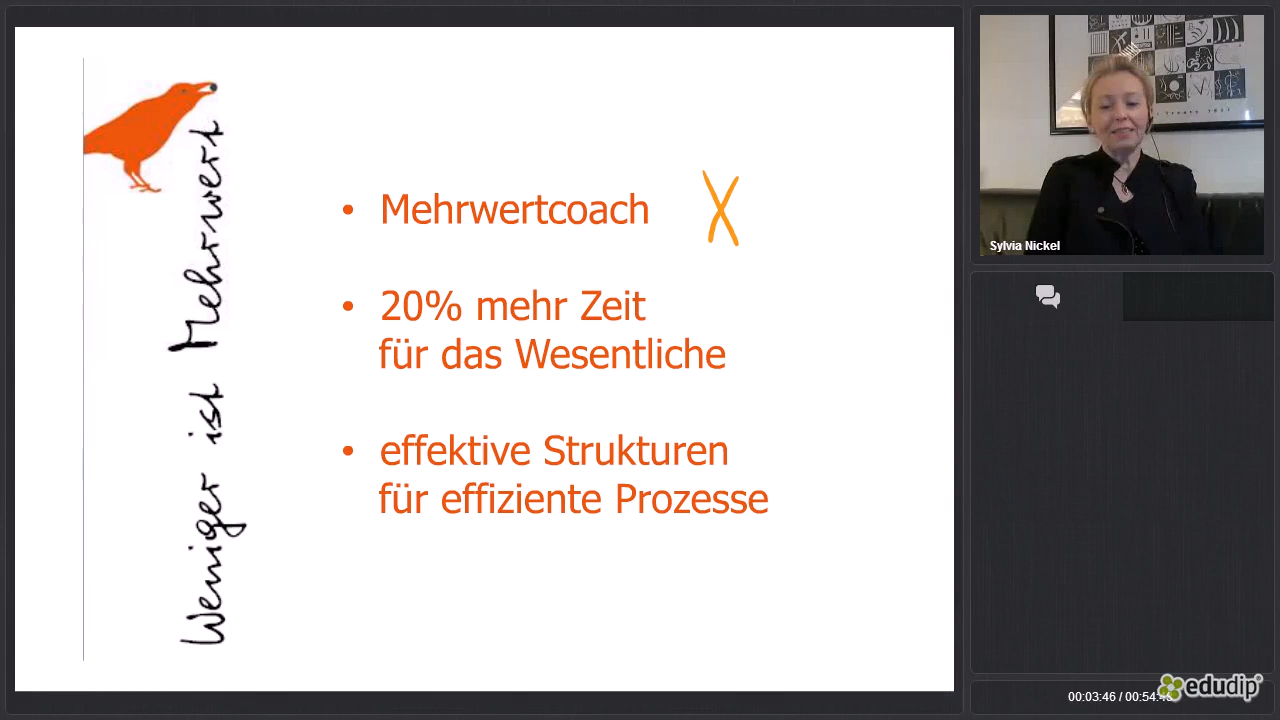 Weniger ist Mehrwert
• Mehrwertcoach X
• 20% mehr Zeit
für das Wesentliche
• effektive Strukturen
für effiziente Prozesse
Sylvia Nickel
00:03:46 / 00:54:
edudip